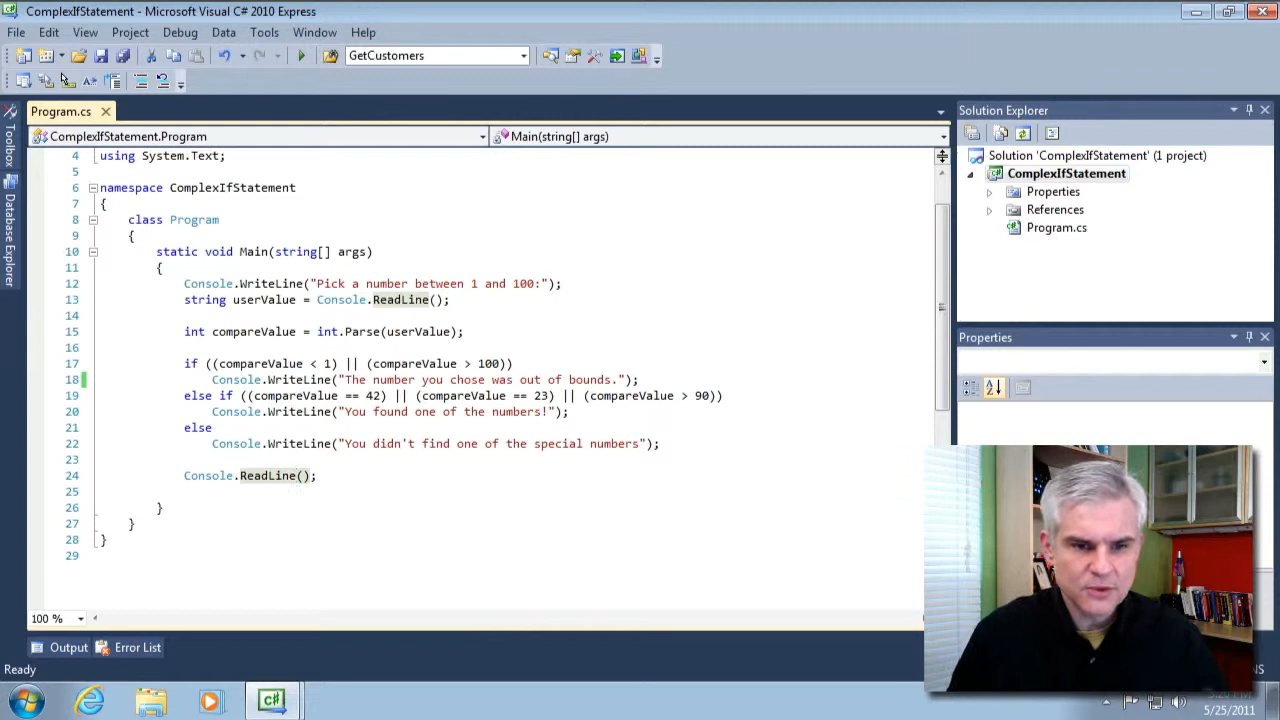 ComplexIfStatement - Microsoft Visual C# 2010 Express
File Edit View Project Debug Data Tools Window Help
GetCustomers
Program.cs
ComplexIfStatement.Program
Main(string[] args)
Toolbox
Database Explorer
4 using System.Text;
5
6 namespace ComplexIfStatement
7 {
8 class Program
9 {
10 static void Main(string[] args)
11 {
12 Console.WriteLine("Pick a number between 1 and 100:");
13 string userValue = Console.ReadLine();
14
15 int compareValue = int.Parse(userValue);
16
17 if ((compareValue < 1) || (compareValue > 100))
18 Console.WriteLine("The number you chose was out of bounds.");
19 else if ((compareValue == 42) || (compareValue == 23) || (compareValue > 90))
20 Console.WriteLine("You found one of the numbers!");
21 else
22 Console.WriteLine("You didn't find one of the special numbers");
23
24 Console.ReadLine();
25
26 }
27 }
28 }
29
100 %
Solution Explorer
Solution 'ComplexIfStatement' (1 project)
ComplexIfStatement
Properties
References
Program.cs
Properties
Output Error List
Ready
5/25/2011